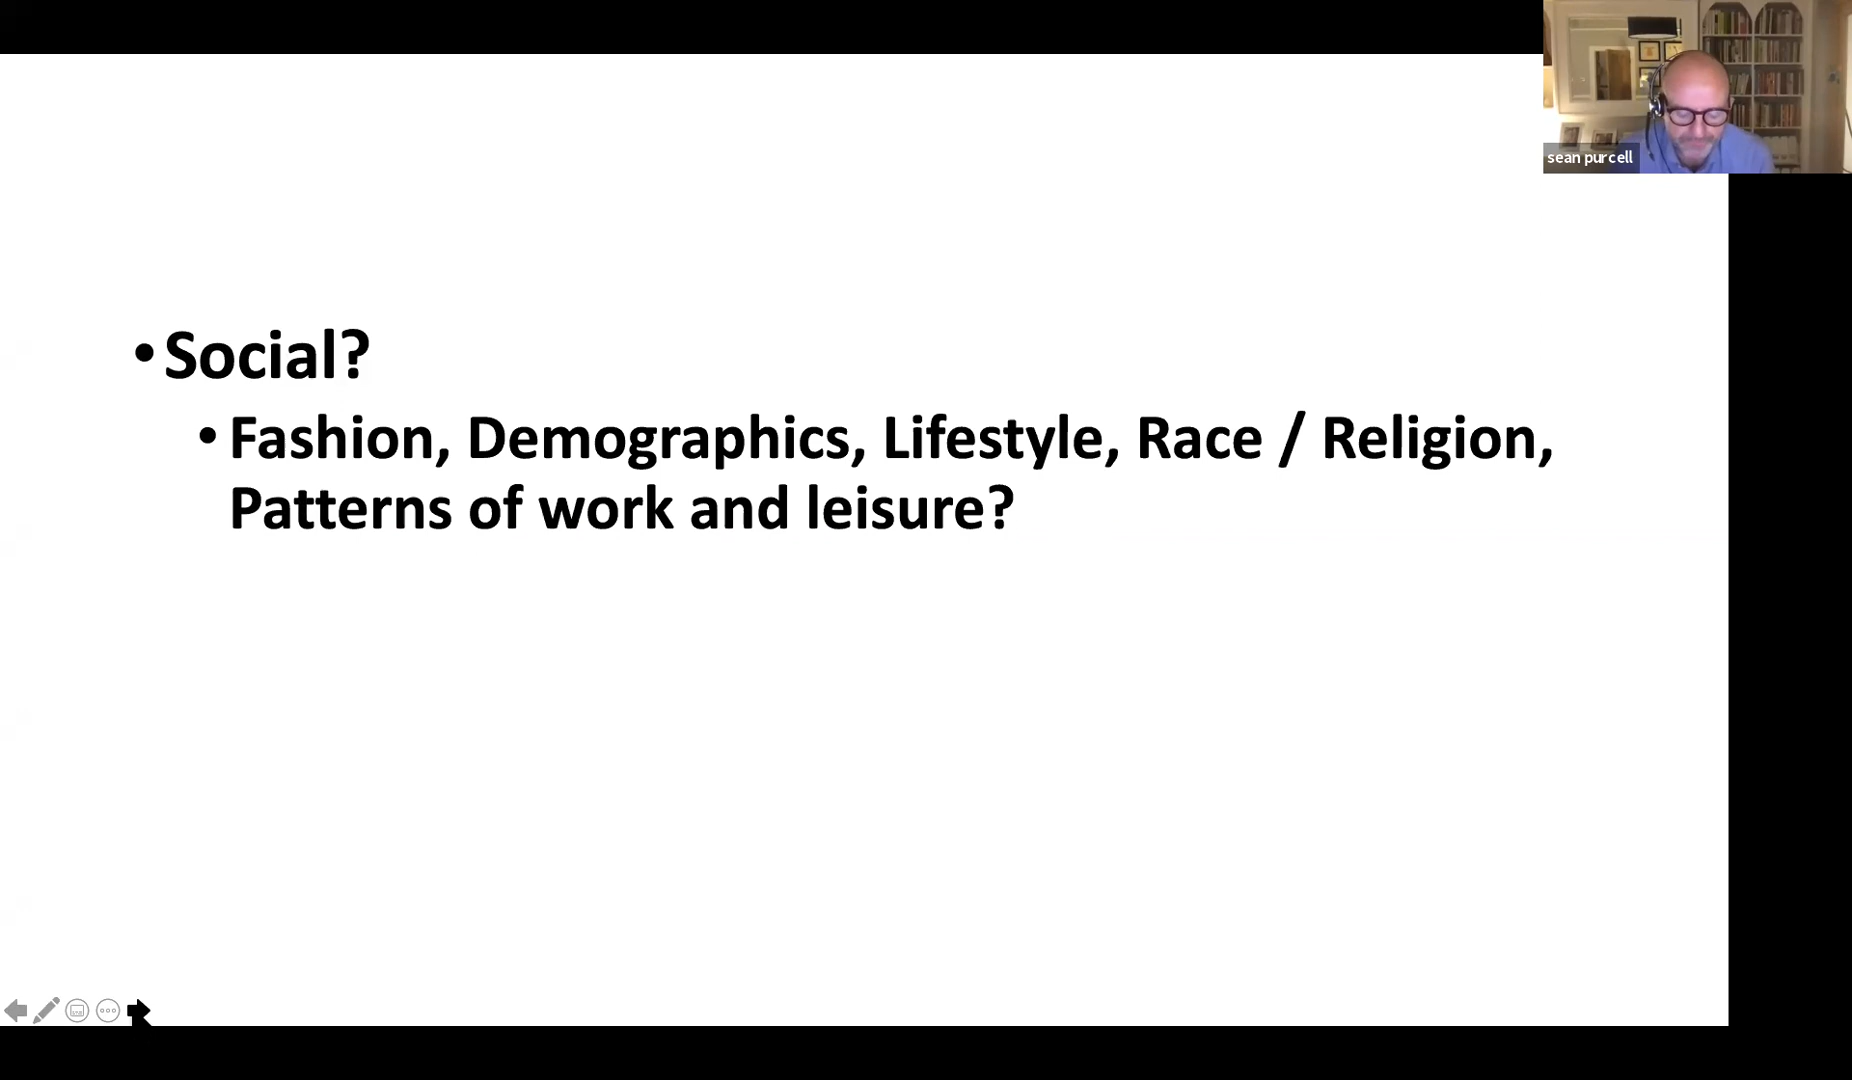 sean purcell
• Social?
• Fashion, Demographics, Lifestyle, Race / Religion,
Patterns of work and leisure?